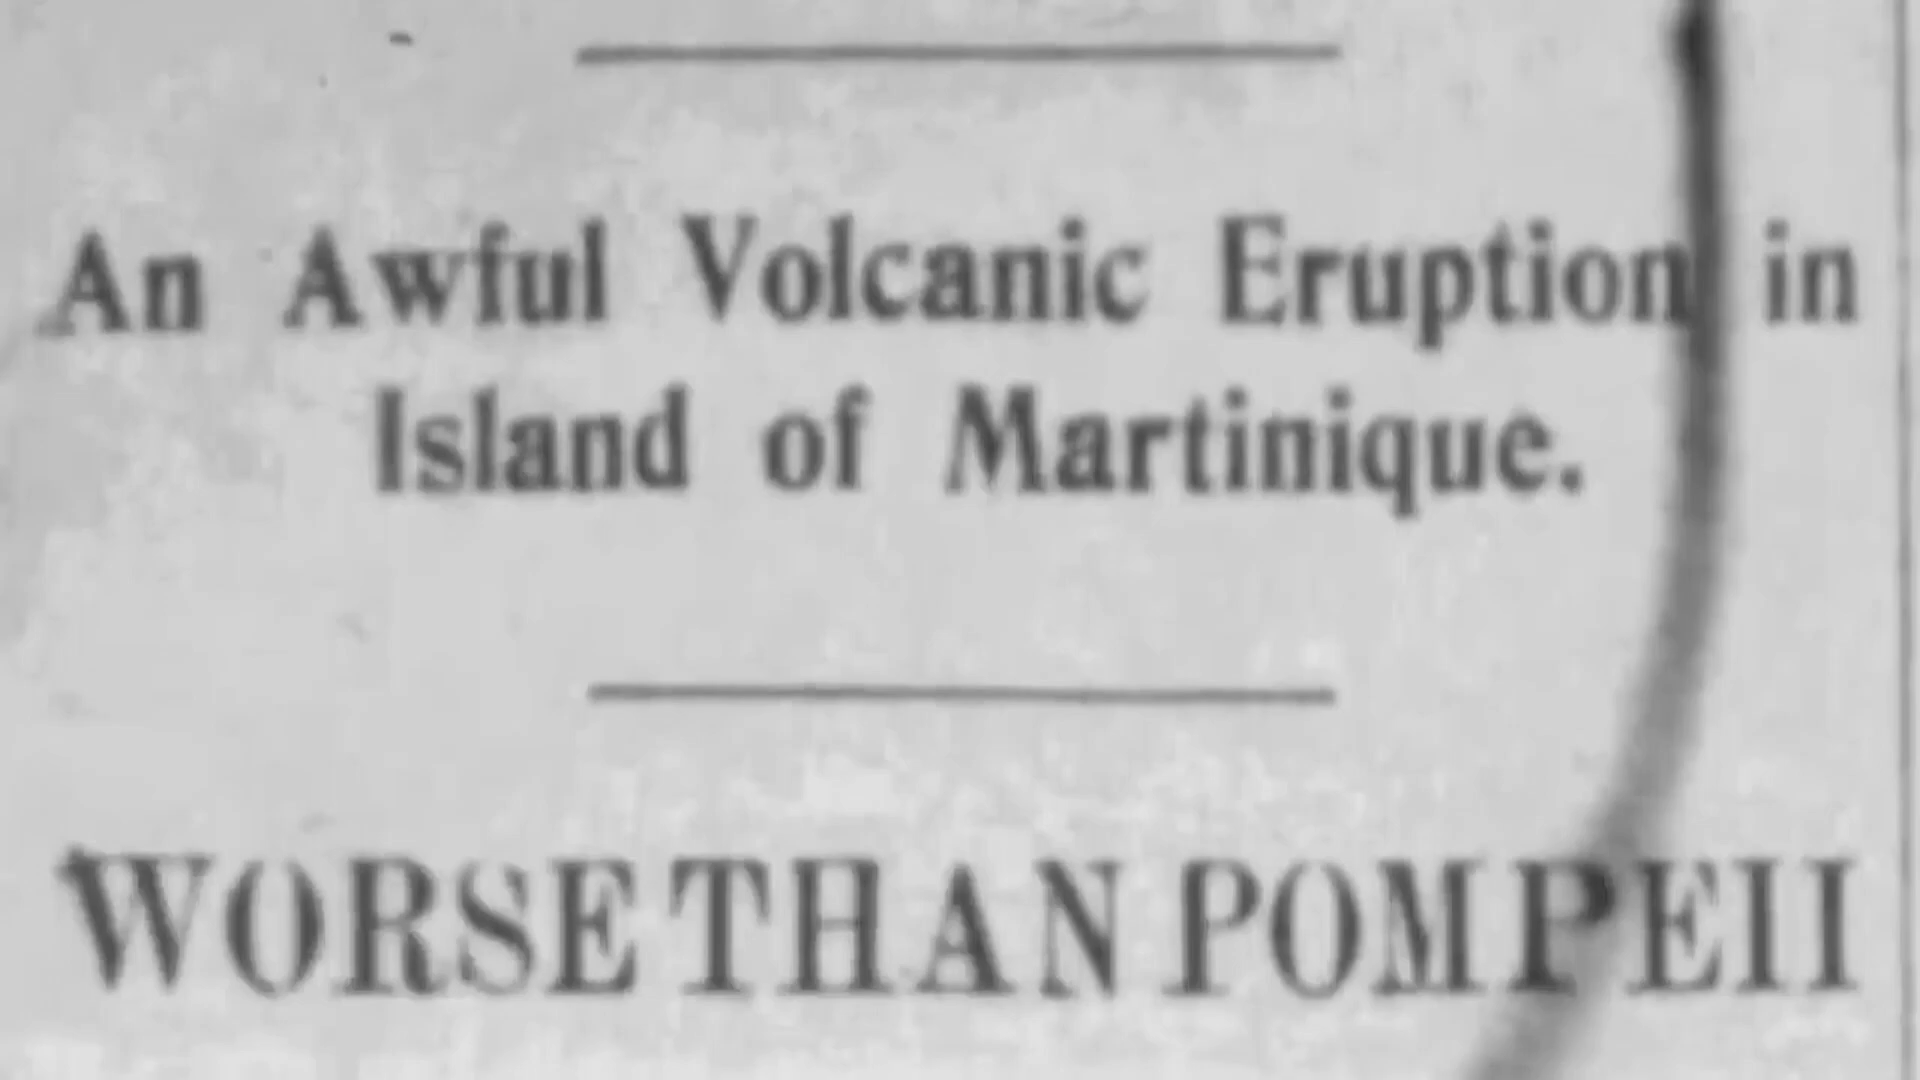 An Awful Volcanic Eruption in
Island of Martinique.
WORSE THAN POMPEII